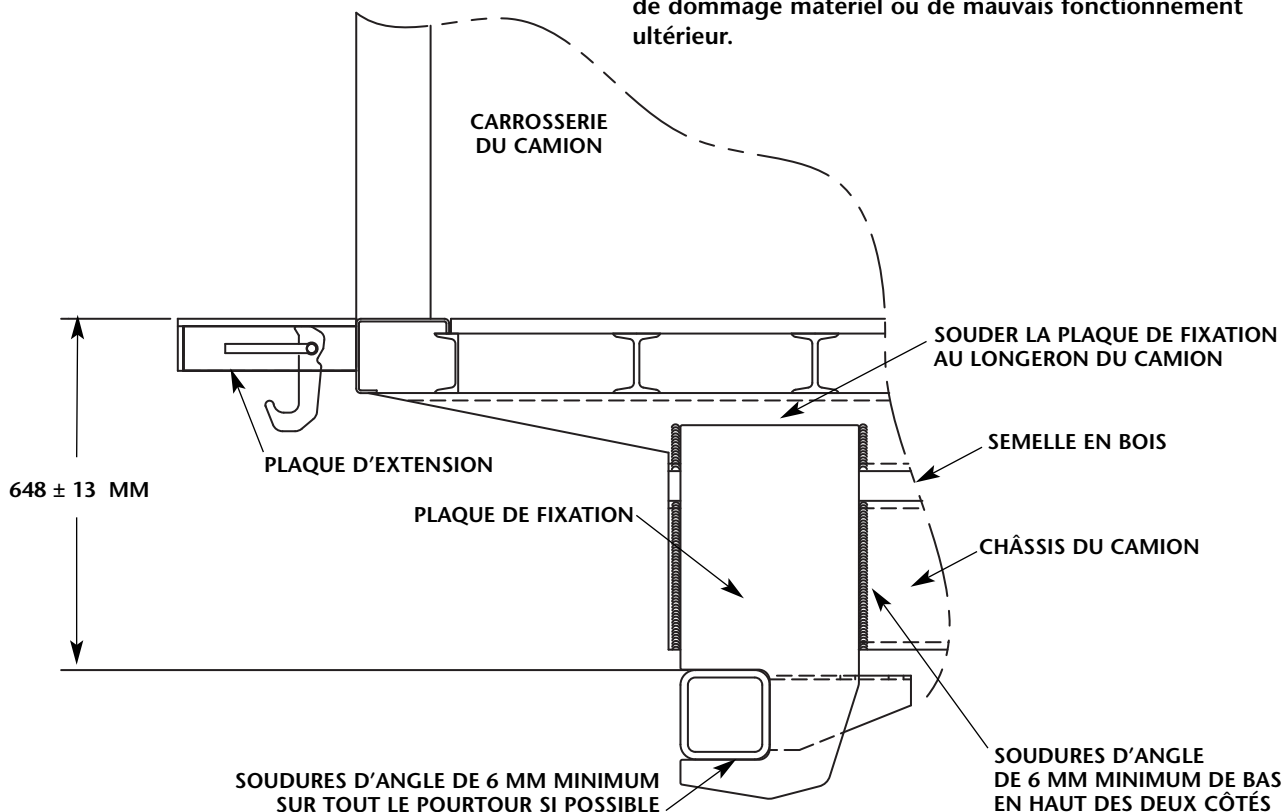 de dommage matériel ou de mauvais fonctionnement
ultérieur.
CARROSSERIE
DU CAMION
SOUDER LA PLAQUE DE FIXATION
AU LONGERON DU CAMION
SEMELLE EN BOIS
PLAQUE D'EXTENSION
648 ± 13 MM
PLAQUE DE FIXATION
CHÂSSIS DU CAMION
SOUDURES D'ANGLE
DE 6 MM MINIMUM DE BAS
EN HAUT DES DEUX CÔTÉS
SOUDURES D'ANGLE DE 6 MM MINIMUM
SUR TOUT LE POURTOUR SI POSSIBLE